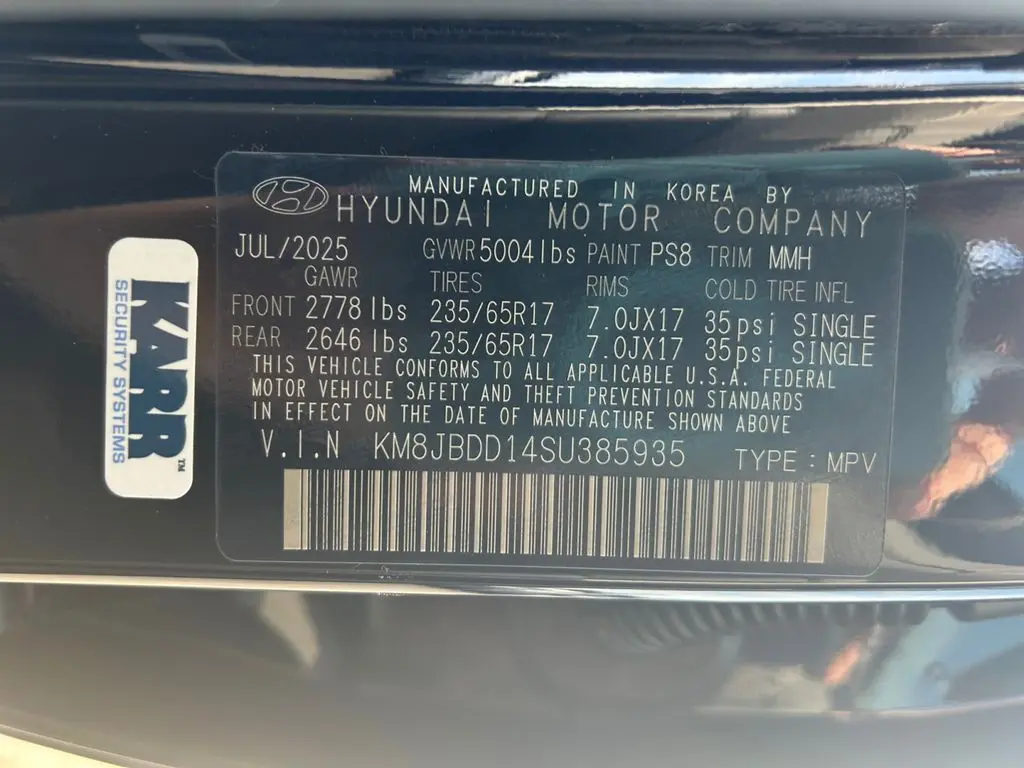 MANUFACTURED IN KOREA BY
HYUNDAI MOTOR COMPANY
JUL/2025 GVWR 5004 lbs PAINT PS8 TRIM MMH
GAWR TIRES RIMS COLD TIRE INFL
FRONT 2778 lbs 235/65R17 7.0JX17 35psi SINGLE
REAR 2646 lbs 235/65R17 7.0JX17 35psi SINGLE
THIS VEHICLE CONFORMS TO ALL APPLICABLE U.S.A. FEDERAL
MOTOR VEHICLE SAFETY AND THEFT PREVENTION STANDARDS
IN EFFECT ON THE DATE OF MANUFACTURE SHOWN ABOVE
V.I.N KM8JBDD14SU385935 TYPE : MPV
KARR™
SECURITY SYSTEMS